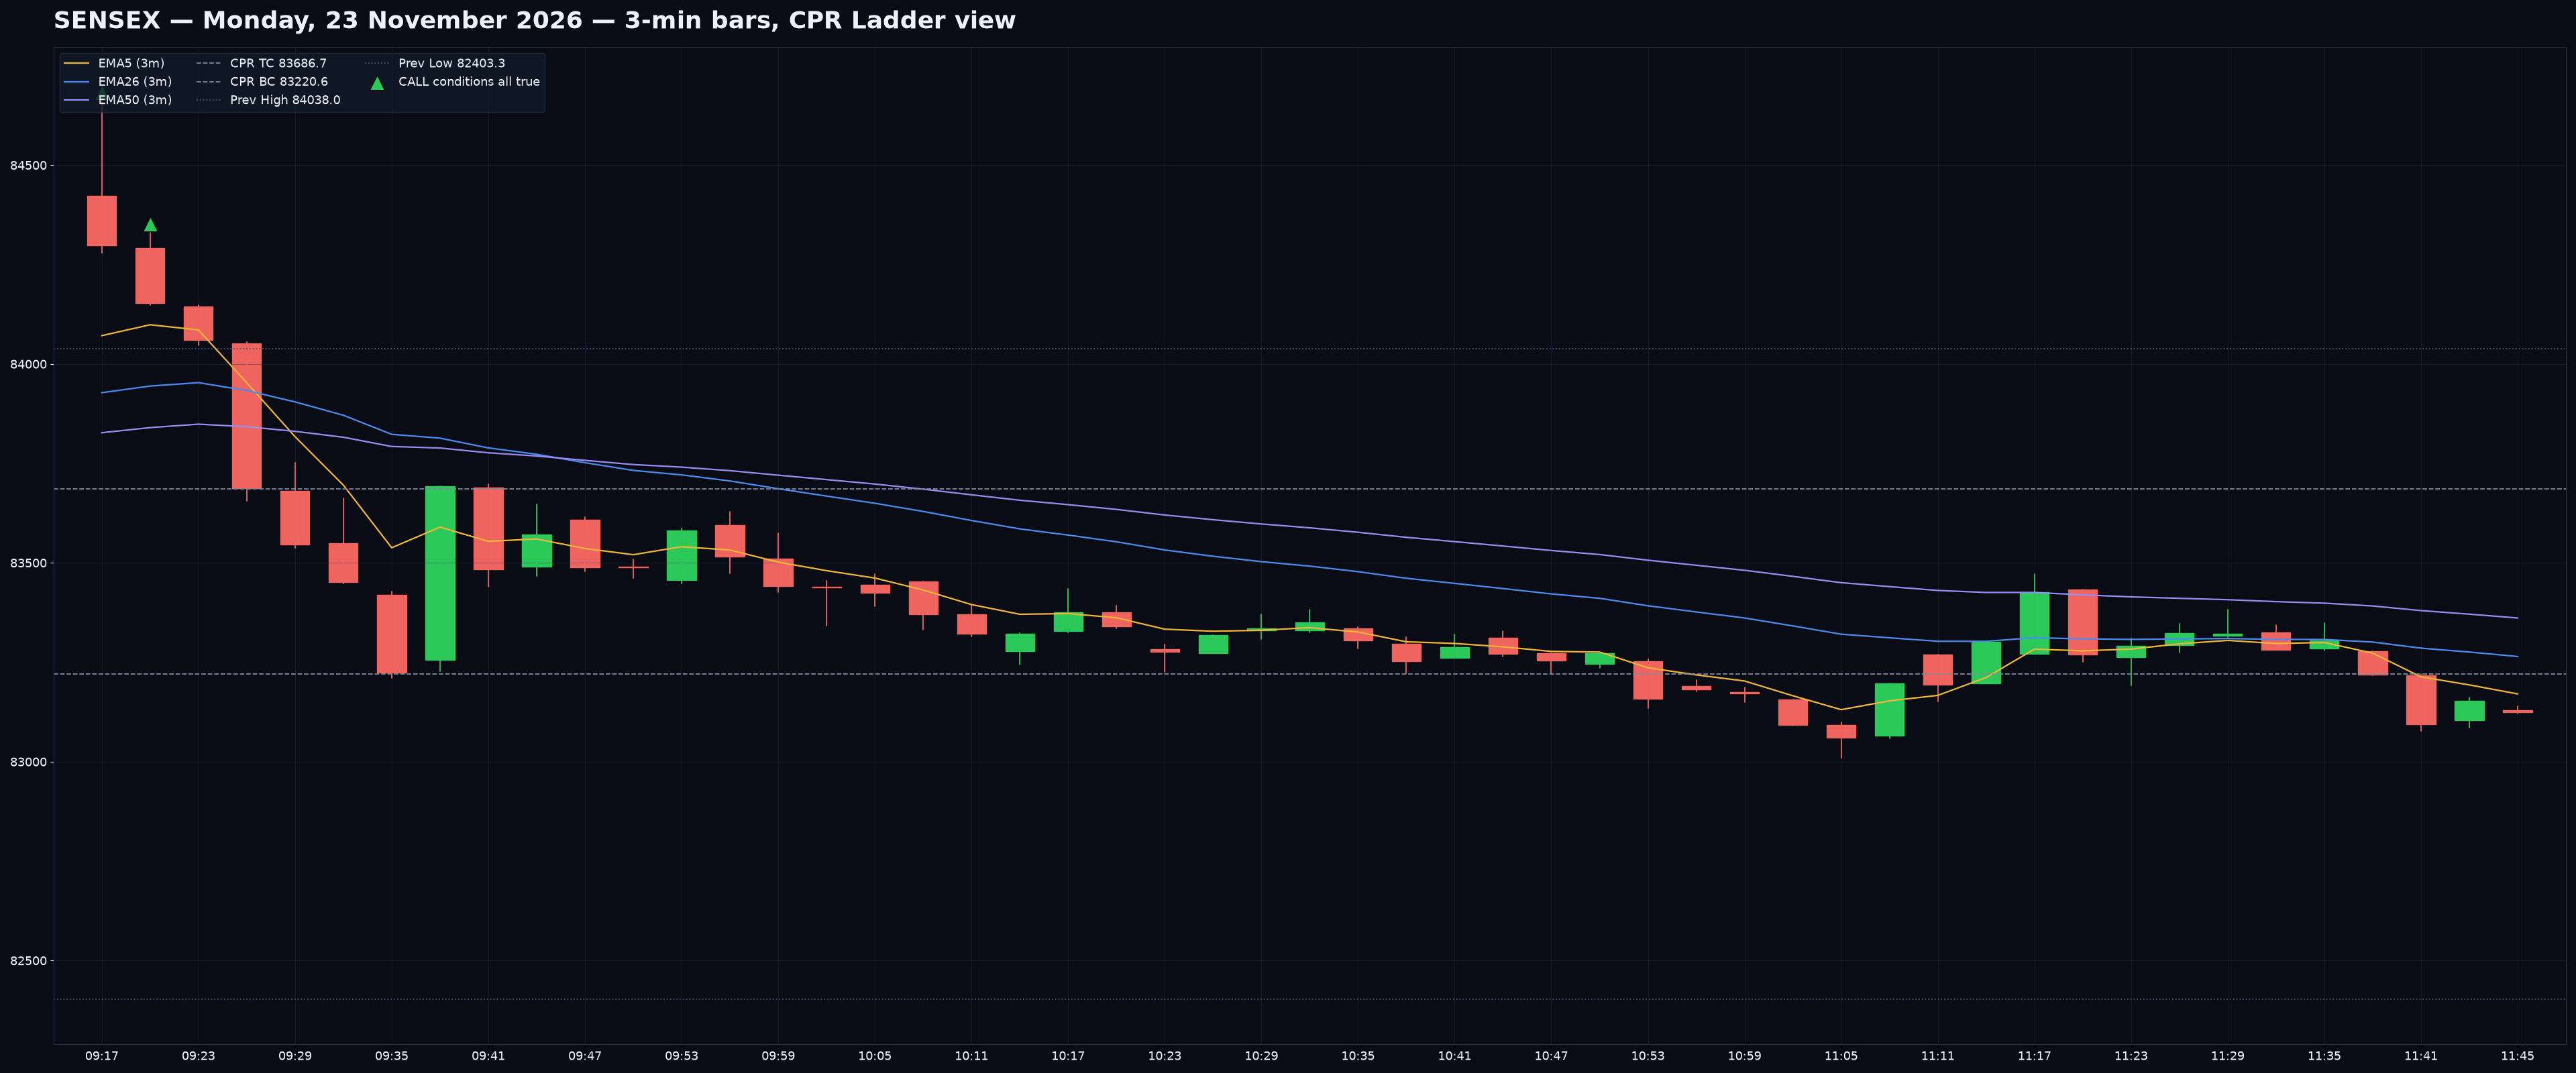 SENSEX — Monday, 23 November 2026 — 3-min bars, CPR Ladder view
EMA5 (3m)
EMA26 (3m)
EMA50 (3m)
CPR TC 83686.7
CPR BC 83220.6
Prev High 84038.0
Prev Low 82403.3
CALL conditions all true
84500
84000
83500
83000
82500
09:17 09:23 09:29 09:35 09:41 09:47 09:53 09:59 10:05 10:11 10:17 10:23 10:29 10:35 10:41 10:47 10:53 10:59 11:05 11:11 11:17 11:23 11:29 11:35 11:41 11:45